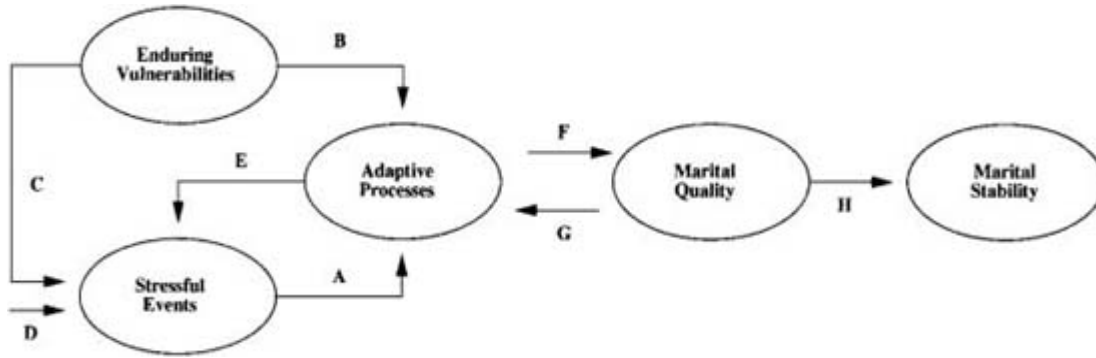 Enduring
Vulnerabilities
B
C
E
Adaptive
Processes
F
G
Marital
Quality
H
Marital
Stability
Stressful
Events
A
D